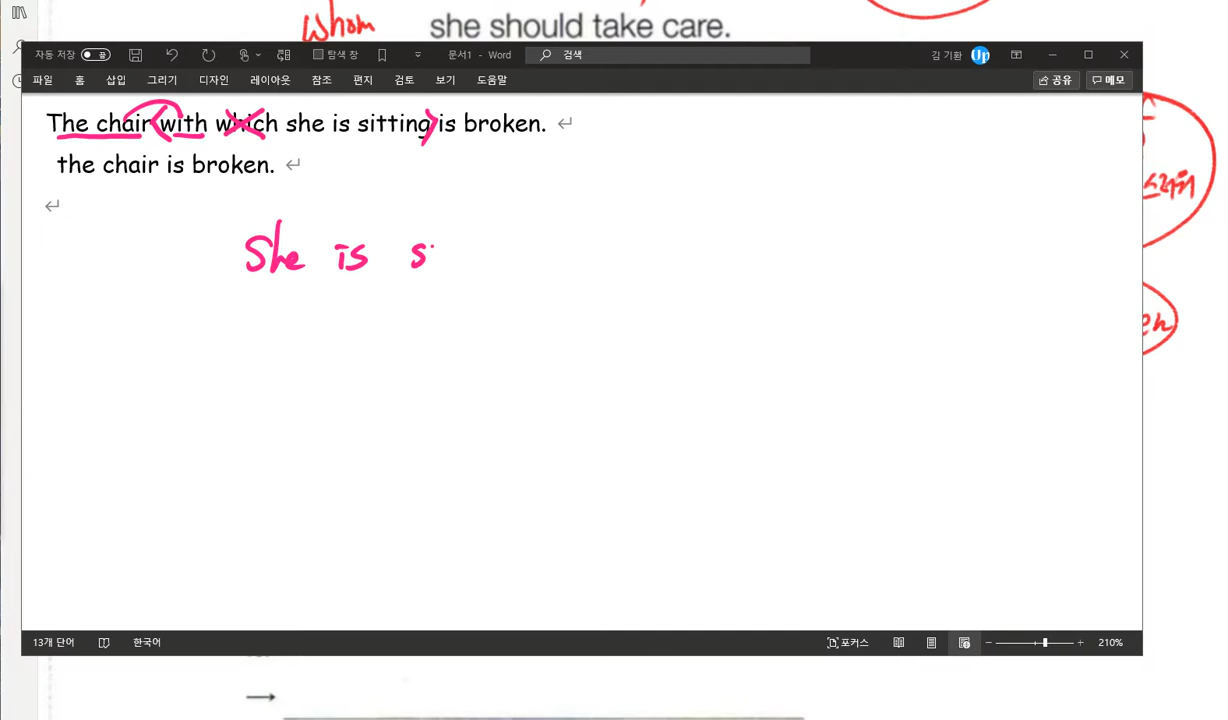 whom she should take care.
자동 저장 끔 탐색 창 문서1 - Word 검색 김 기환 Up
파일 홈 삽입 그리기 디자인 레이아웃 참조 편지 검토 보기 도움말 공유 메모
The chair with which she is sitting is broken.
the chair is broken.
She is s
13개 단어 한국어 포커스 210%